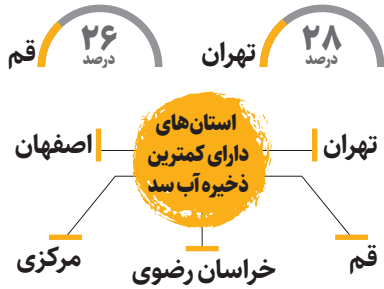 ۲۸
درصد
تهران
۲۶
درصد
قم
استان‌های
دارای کمترین
ذخیره آب سد
تهران
اصفهان
قم
خراسان رضوی
مرکزی